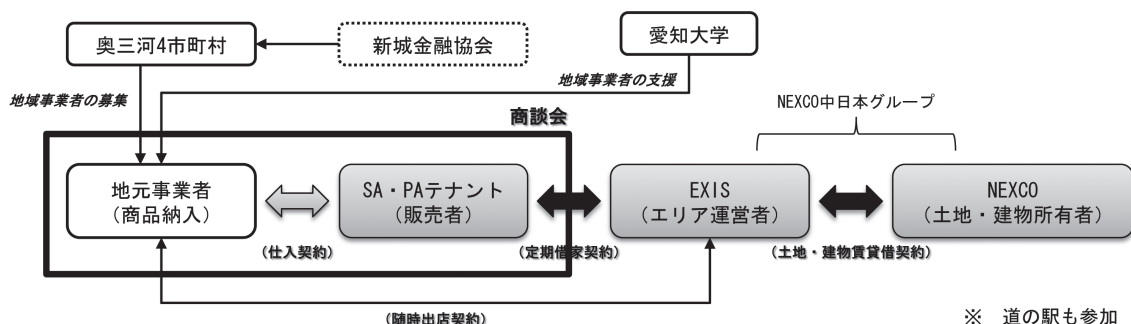 奥三河4市町村
新城金融協会
愛知大学
地域事業者の募集
地域事業者の支援
NEXCO中日本グループ
商談会
地元事業者
（商品納入）
SA・PAテナント
（販売者）
EXIS
（エリア運営者）
NEXCO
（土地・建物所有者）
（仕入契約）
（定期借家契約）
（土地・建物賃貸借契約）
（随時出店契約）
※　道の駅も参加